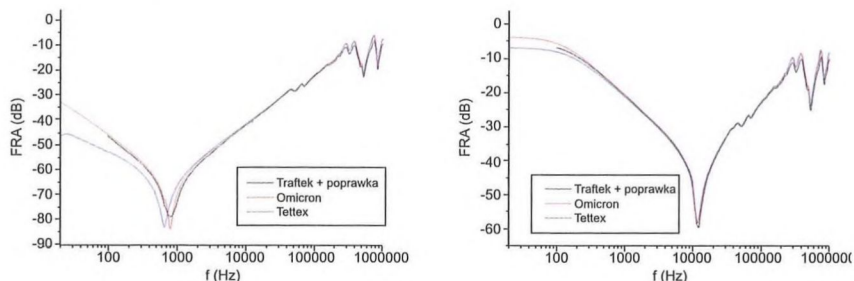 0
-10
-20
-30
-40
-50
-60
-70
-80
-90
FRA (dB)
Traftek + poprawka
Omicron
Tettex
100
1000
10000
100000
1000000
f (Hz)
0
-10
-20
-30
-40
-50
-60
FRA (dB)
Traftek + poprawka
Omicron
Tettex
100
1000
10000
100000
1000000
f (Hz)